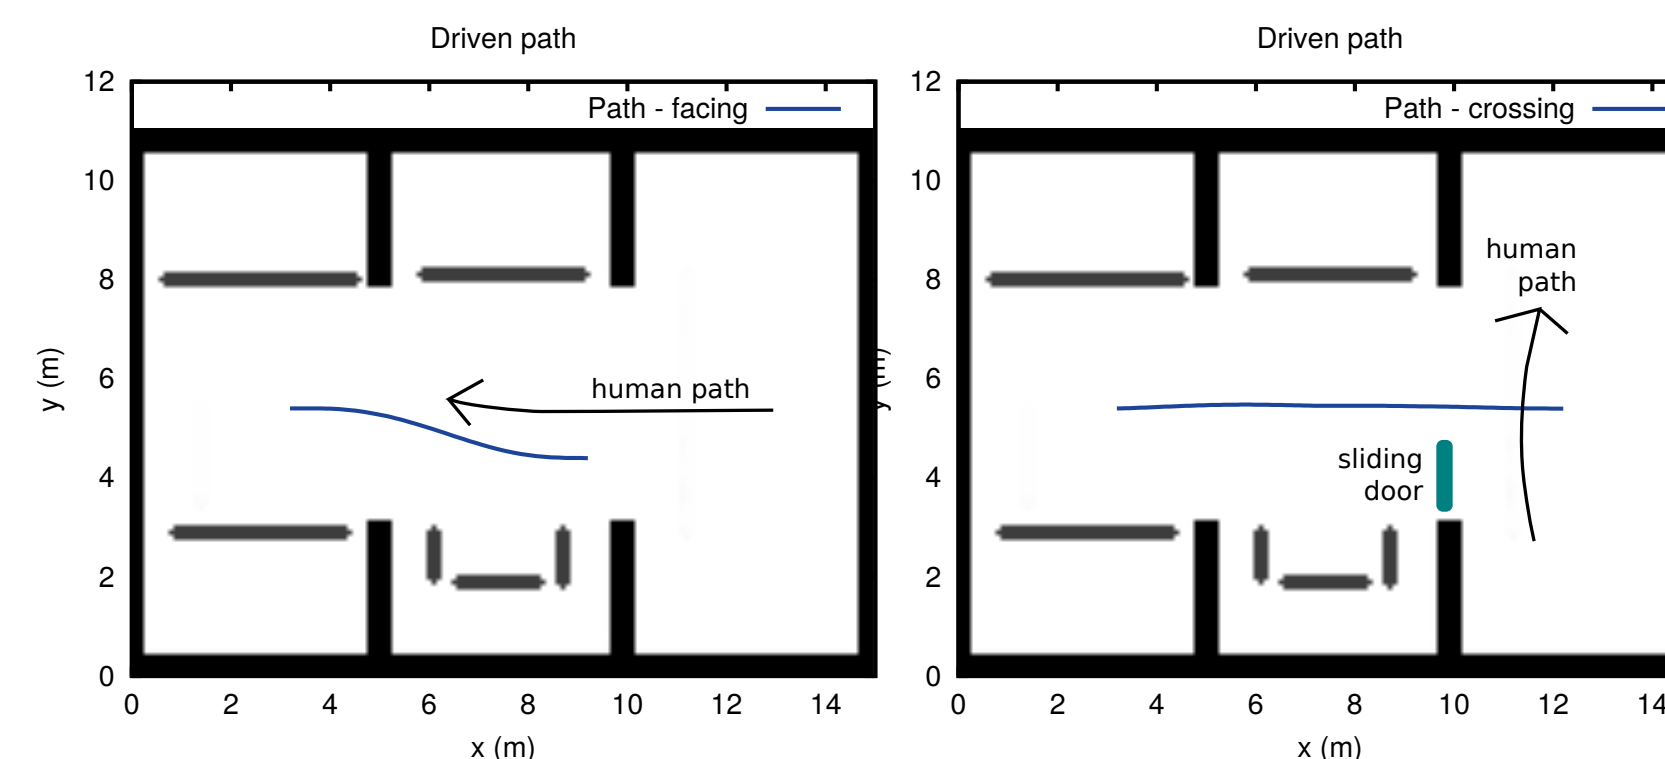 Driven path
12
Path - facing
10
8
6
human path
4
2
0
0 2 4 6 8 10 12 14
y (m)
x (m)
Driven path
12
Path - crossing
10
human
path
8
6
sliding
door
4
2
0
0 2 4 6 8 10 12 14
y (m)
x (m)